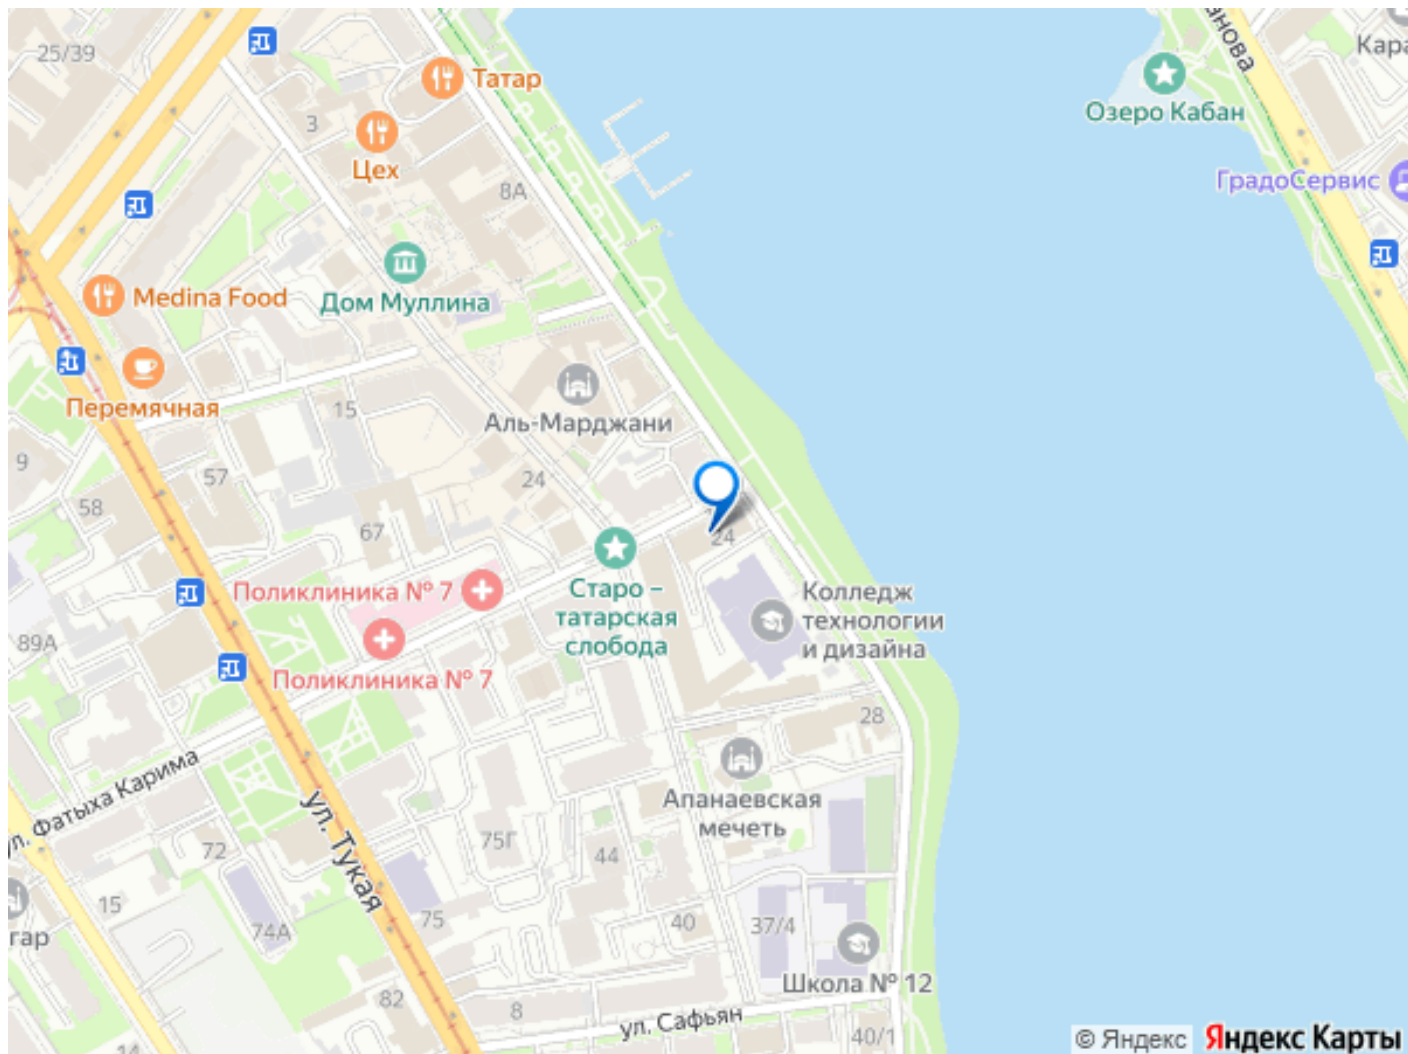 25/39
Татар
3
Цех
8А
Озеро Кабан
ГрадоСервис
Дом Муллина
Medina Food
Перемячная
15
Аль-Марджани
9
57
58
24
67
24
Поликлиника № 7
Старо –
татарская
слобода
Колледж
технологии
и дизайна
89А
Поликлиника № 7
28
ул. Фатыха Карима
Апанаевская
мечеть
ул. Тукая
75Г
44
72
15
74А
75
40
37/4
Школа № 12
82
8
ул. Сафьян
40/1
© Яндекс Яндекс Карты